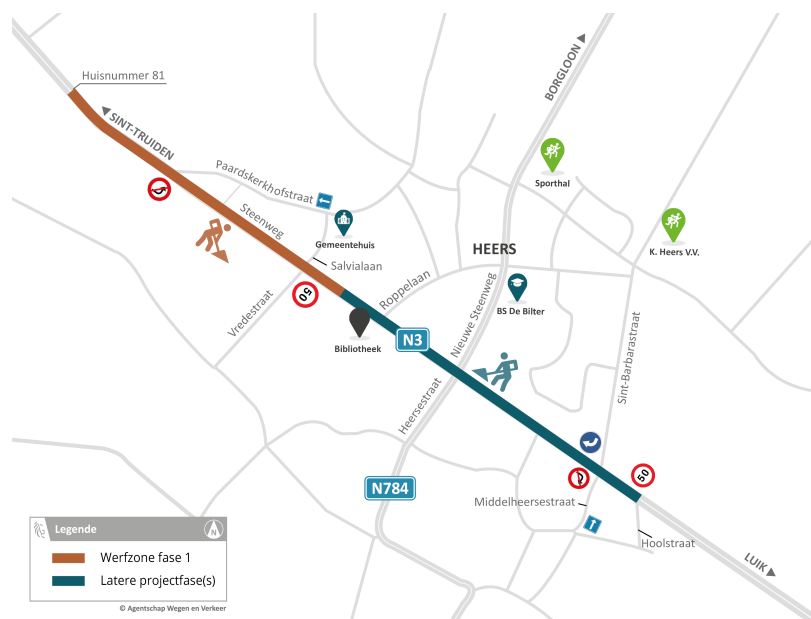 Huisnummer 81
SINT-TRUIDEN
BORGLOON
Paardskerkhofstraat
Sporthal
Steenweg
Gemeentehuis
K. Heers V.V.
HEERS
Salvialaan
50
Roppelaan
BS De Bilter
Vredestraat
Nieuwe Steenweg
Bibliotheek
N3
Sint-Barbarastraat
Heersestraat
50
N784
Middelheersestraat
Hoolstraat
LUIK
Legende
N
Werfzone fase 1
Latere projectfase(s)
© Agentschap Wegen en Verkeer